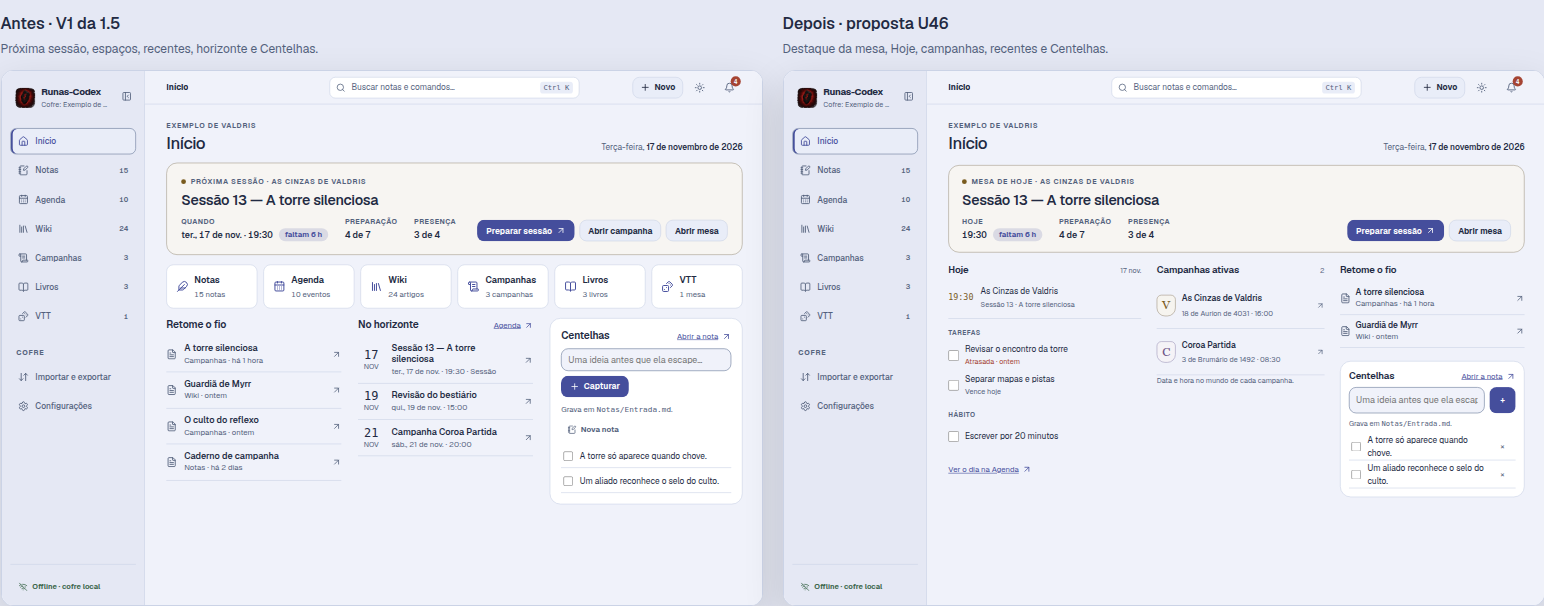 Antes · V1 da 1.5
Próxima sessão, espaços, recentes, horizonte e Centelhas.
Runas-Codex
Cofre: Exemplo de ...
Início
Notas 15
Agenda 10
Wiki 24
Campanhas 3
Livros 3
VTT 1
COFRE
Importar e exportar
Configurações
Offline · cofre local
Início
Buscar notas e comandos... Ctrl K
+ Novo
4
EXEMPLO DE VALDRIS
Início
Terça-feira, 17 de novembro de 2026
PRÓXIMA SESSÃO · AS CINZAS DE VALDRIS
Sessão 13 — A torre silenciosa
QUANDO PREPARAÇÃO PRESENÇA
ter., 17 de nov. · 19:30 faltam 6 h 4 de 7 3 de 4
Preparar sessão Abrir campanha Abrir mesa
Notas
15 notas
Agenda
10 eventos
Wiki
24 artigos
Campanhas
3 campanhas
Livros
3 livros
VTT
1 mesa
Retome o fio
A torre silenciosa
Campanhas · há 1 hora
Guardiã de Myrr
Wiki · ontem
O culto do reflexo
Campanhas · ontem
Caderno de campanha
Notas · há 2 dias
No horizonte Agenda
17 NOV
Sessão 13 — A torre
silenciosa
ter., 17 de nov. · 19:30 · Sessão
19 NOV
Revisão do bestiário
qui., 19 de nov. · 15:00
21 NOV
Campanha Coroa Partida
sáb., 21 de nov. · 20:00
Centelhas Abrir a nota
Uma ideia antes que ela escape...
+ Capturar
Grava em Notas/Entrada.md.
Nova nota
A torre só aparece quando chove.
Um aliado reconhece o selo do culto.
Depois · proposta U46
Destaque da mesa, Hoje, campanhas, recentes e Centelhas.
Runas-Codex
Cofre: Exemplo de ...
Início
Notas 15
Agenda 10
Wiki 24
Campanhas 3
Livros 3
VTT 1
COFRE
Importar e exportar
Configurações
Offline · cofre local
Início
Buscar notas e comandos... Ctrl K
+ Novo
4
EXEMPLO DE VALDRIS
Início
Terça-feira, 17 de novembro de 2026
MESA DE HOJE · AS CINZAS DE VALDRIS
Sessão 13 — A torre silenciosa
HOJE PREPARAÇÃO PRESENÇA
19:30 faltam 6 h 4 de 7 3 de 4
Preparar sessão Abrir mesa
Hoje 17 nov.
19:30 As Cinzas de Valdris
Sessão 13 · A torre silenciosa
TAREFAS
Revisar o encontro da torre
Atrasada · ontem
Separar mapas e pistas
Vence hoje
HÁBITO
Escrever por 20 minutos
Ver o dia na Agenda
Campanhas ativas 2
V As Cinzas de Valdris
18 de Aurion de 4031 · 16:00
C Coroa Partida
3 de Brumário de 1492 · 08:30
Data e hora no mundo de cada campanha.
Retome o fio
A torre silenciosa
Campanhas · há 1 hora
Guardiã de Myrr
Wiki · ontem
Centelhas Abrir a nota
Uma ideia antes que ela escap
+
Grava em Notas/Entrada.md.
A torre só aparece quando
chove.
×
Um aliado reconhece o selo do
culto.
×